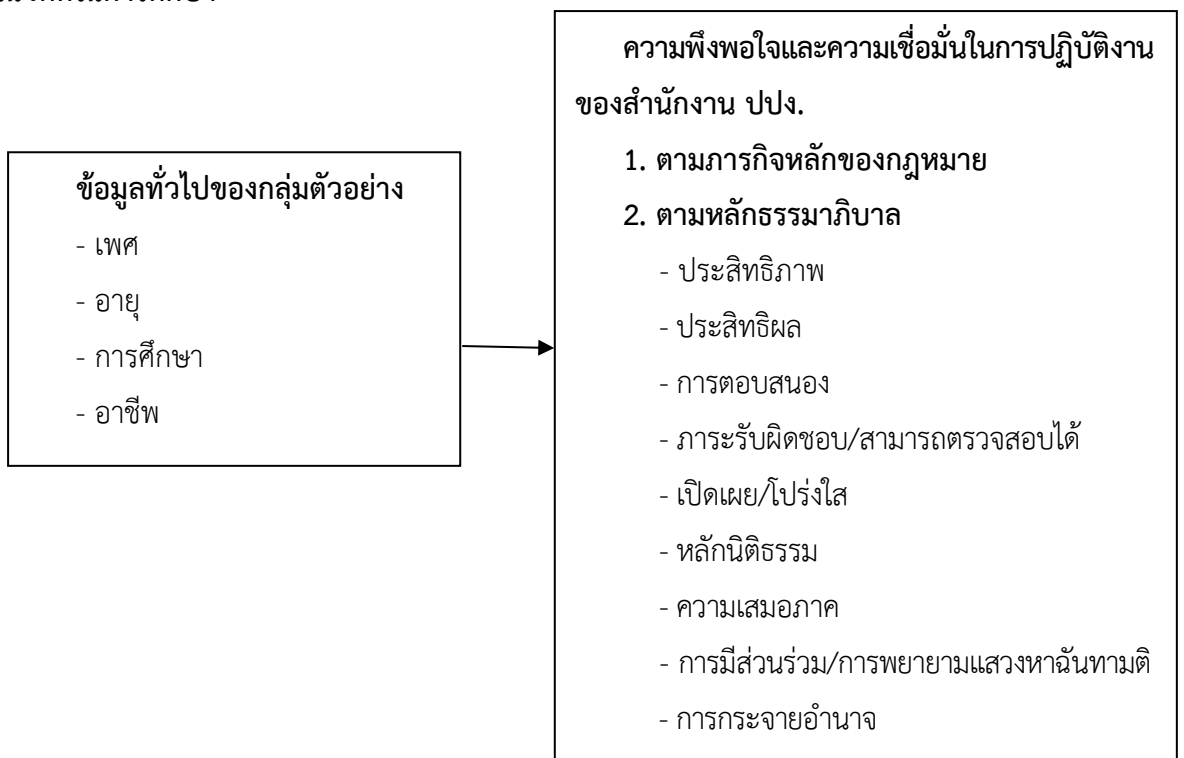 ข้อมูลทั่วไปของกลุ่มตัวอย่าง
- เพศ
- อายุ
- การศึกษา
- อาชีพ
ความพึงพอใจและความเชื่อมั่นในการปฏิบัติงาน
ของสำนักงาน ปปง.
1. ตามภารกิจหลักของกฎหมาย
2. ตามหลักธรรมาภิบาล
- ประสิทธิภาพ
- ประสิทธิผล
- การตอบสนอง
- ภาระรับผิดชอบ/สามารถตรวจสอบได้
- เปิดเผย/โปร่งใส
- หลักนิติธรรม
- ความเสมอภาค
- การมีส่วนร่วม/การพยายามแสวงหาฉันทามติ
- การกระจายอำนาจ